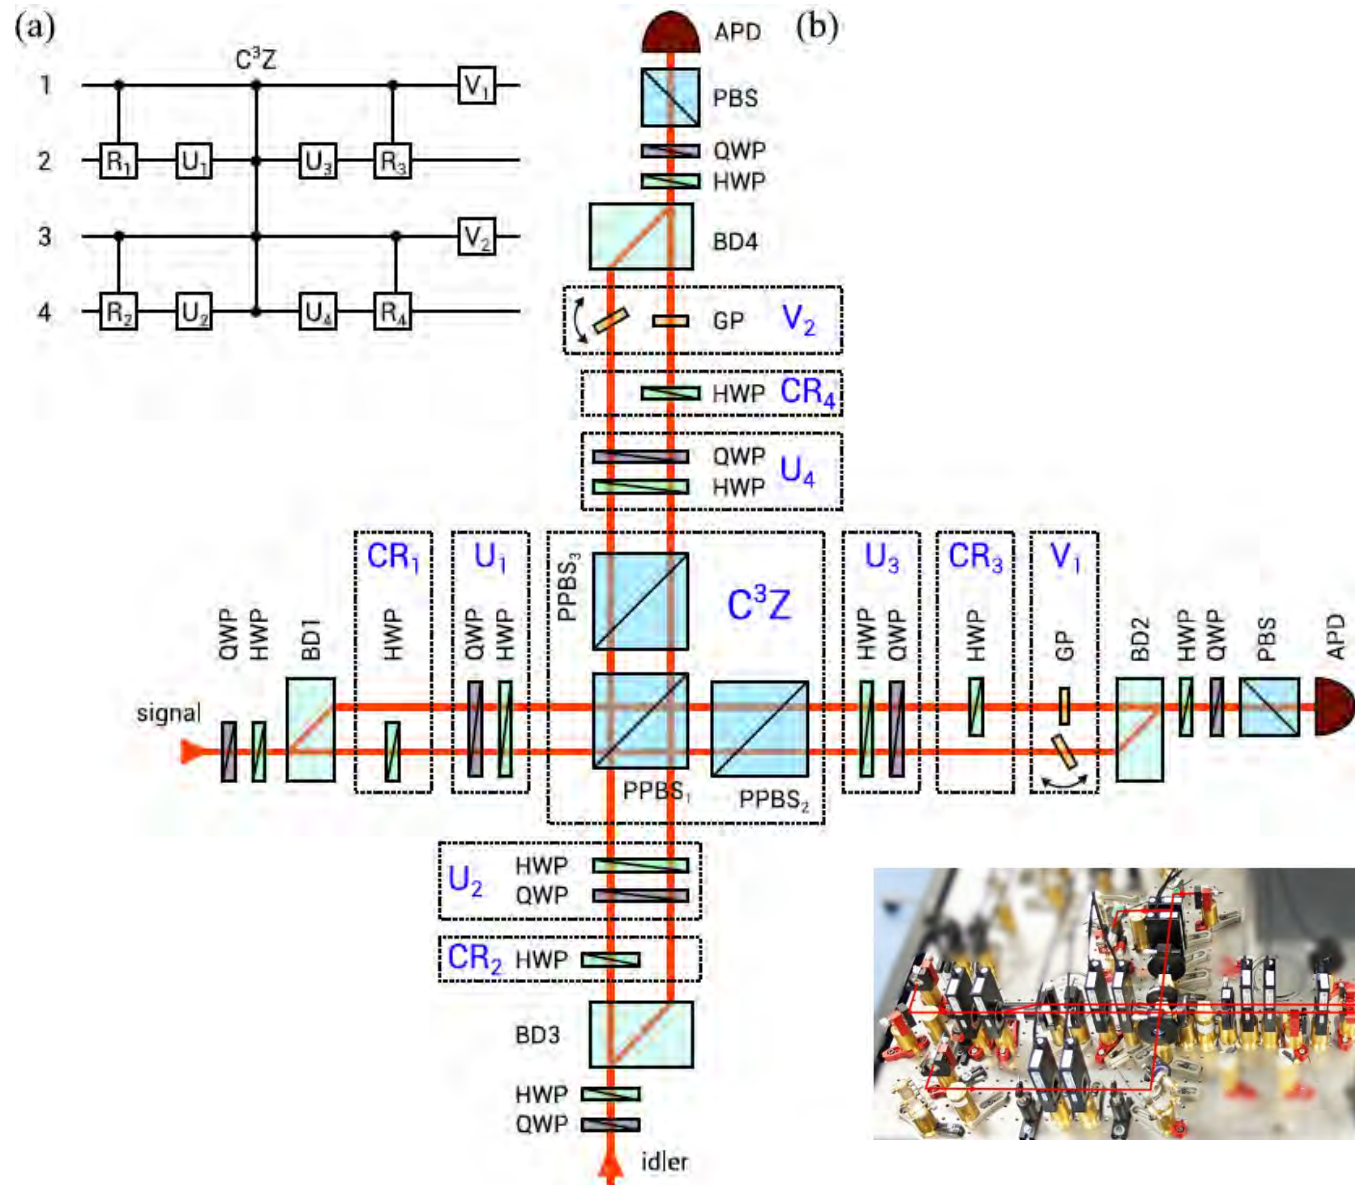 (a)
C³Z
1
V₁
2
R₁
U₁
U₃
R₃
3
V₂
4
R₂
U₂
U₄
R₄
(b)
APD
PBS
QWP
HWP
BD4
GP
V₂
HWP
CR₄
QWP
U₄
HWP
CR₁
U₁
PPBS₃
C³Z
U₃
CR₃
V₁
signal
QWP
HWP
BD1
HWP
QWP
HWP
PPBS₁
PPBS₂
HWP
QWP
HWP
GP
BD2
HWP
QWP
PBS
APD
U₂
HWP
QWP
CR₂
HWP
BD3
HWP
QWP
idler